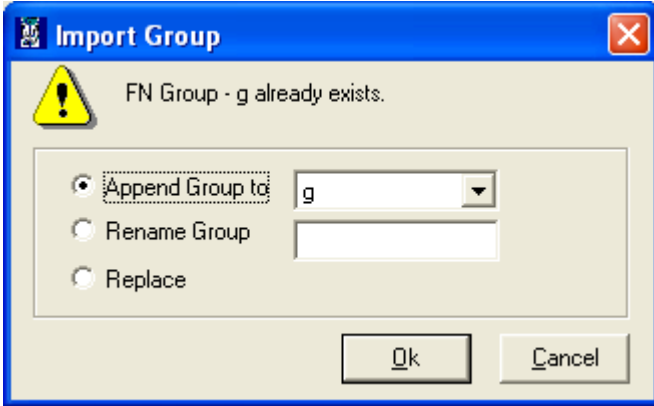 Import Group
FN Group - g already exists.
Append Group to g
Rename Group
Replace
Ok Cancel